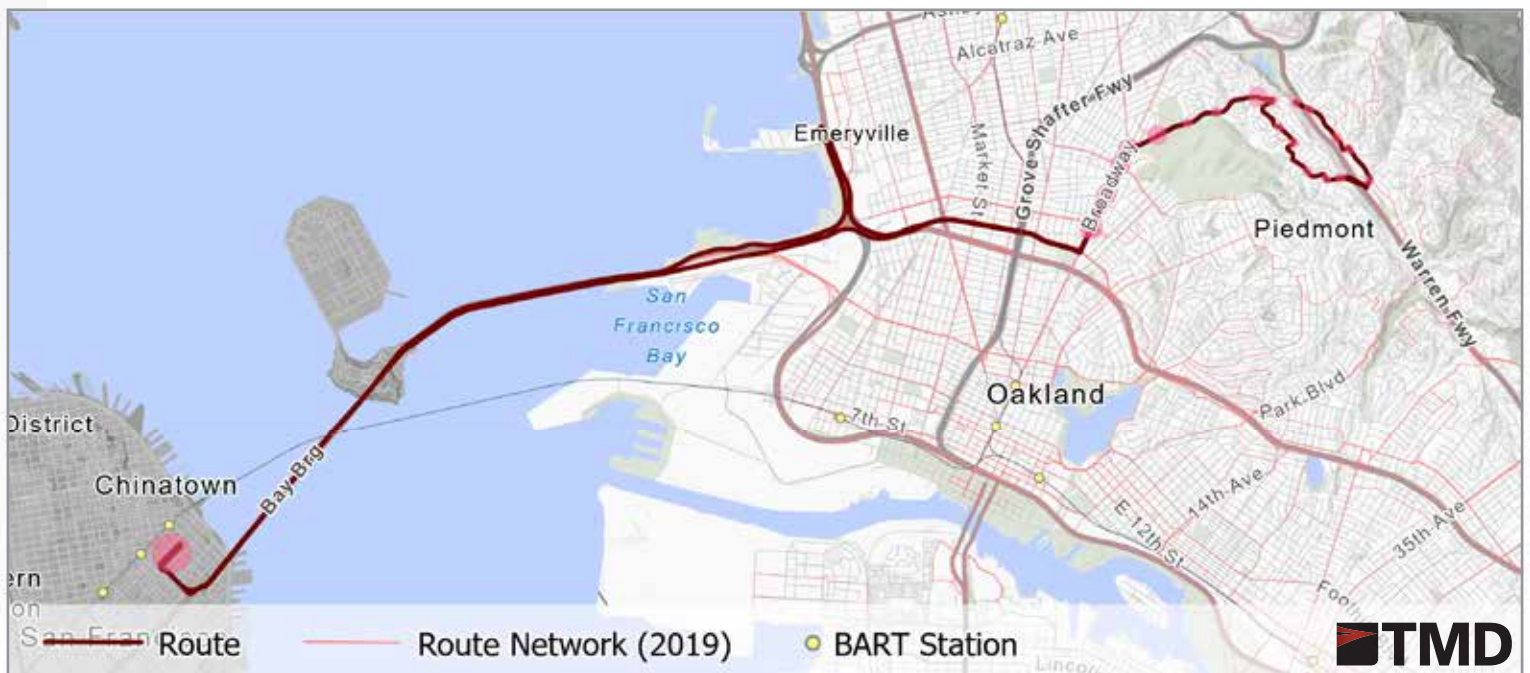 Alcatraz Ave
Emeryville
Market St
Grove Shafter Fwy
Broadway
Piedmont
Warren Fwy
San
Francisco
Bay
Oakland
Park Blvd
District
7th St
Chinatown
Bay Brg
14th Ave
35th Ave
E 12th St
Route
Route Network (2019)
BART Station
TMD